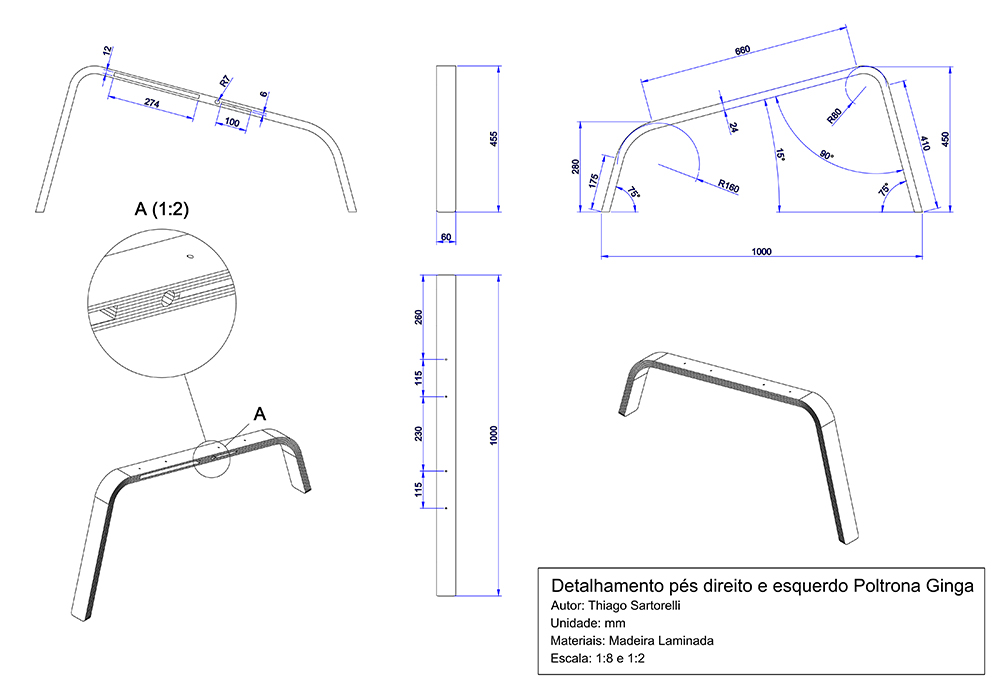 12
274
R7
100
6
A (1:2)
A
455
60
260
115
230
115
1000
660
24
R80
R160
280
175
75°
15°
90°
75°
410
450
1000
Detalhamento pés direito e esquerdo Poltrona Ginga
Autor: Thiago Sartorelli
Unidade: mm
Materiais: Madeira Laminada
Escala: 1:8 e 1:2